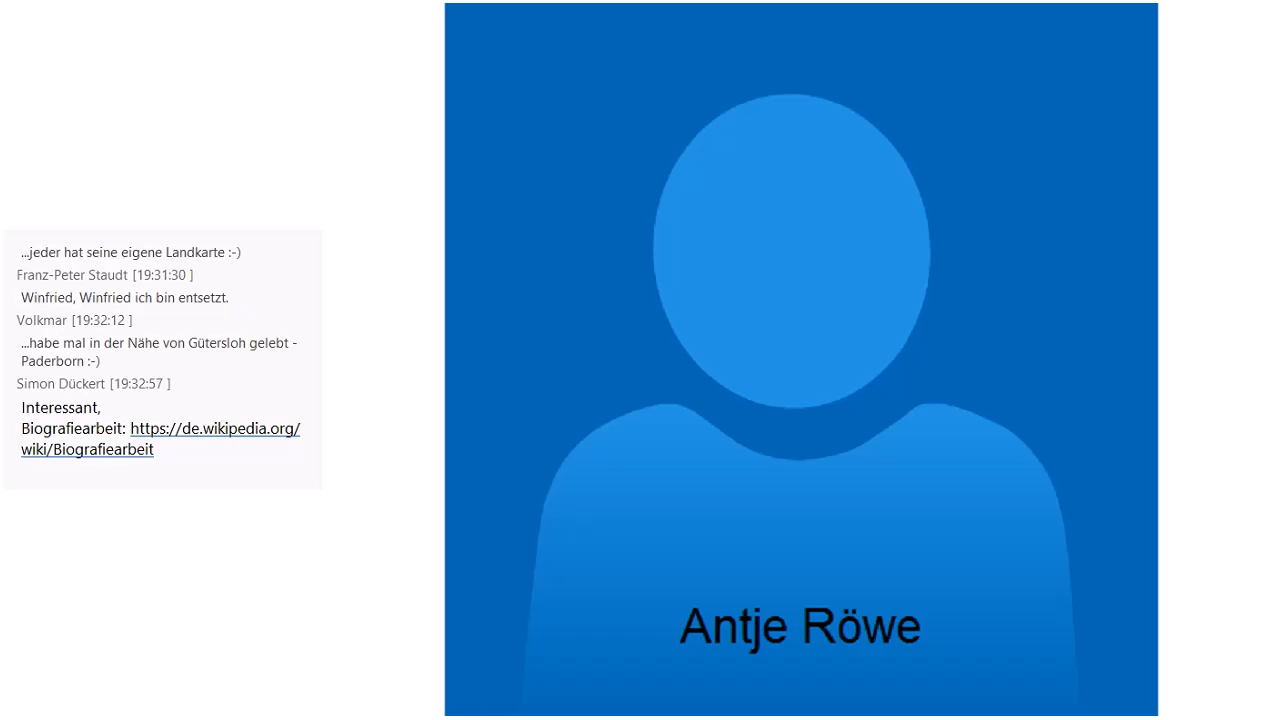 ...jeder hat seine eigene Landkarte :-)
Franz-Peter Staudt [19:31:30 ]
Winfried, Winfried ich bin entsetzt.
Volkmar [19:32:12 ]
...habe mal in der Nähe von Gütersloh gelebt -
Paderborn :-)
Simon Dückert [19:32:57 ]
Interessant,
Biografiearbeit: https://de.wikipedia.org/
wiki/Biografiearbeit
Antje Röwe